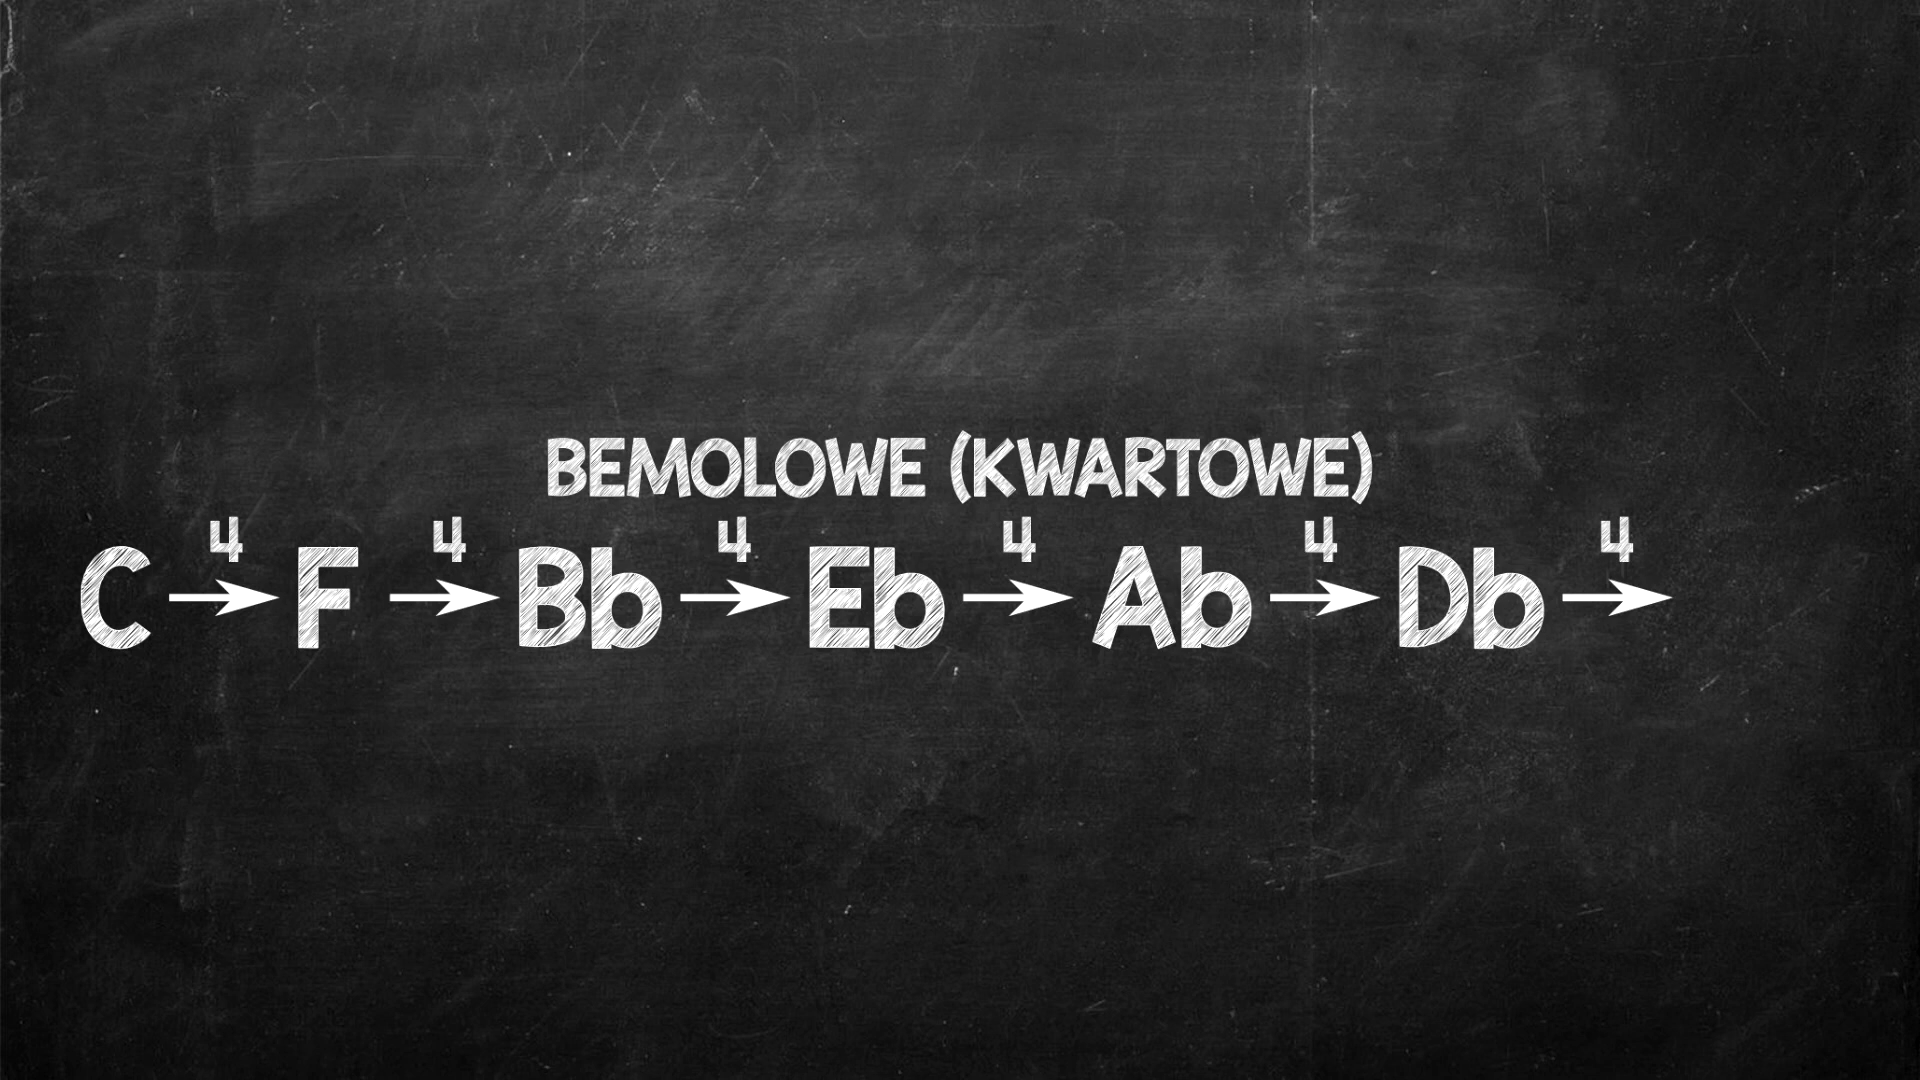 BEMOLOWE (KWARTOWE)
4 4 4 4 4 4
C → F → Bb → Eb → Ab → Db →